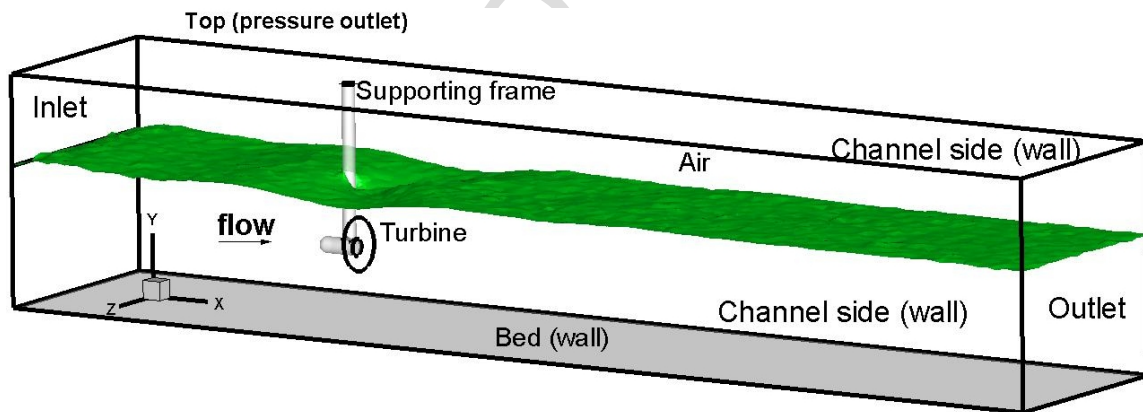 Top (pressure outlet)
Inlet
Supporting frame
Air
Channel side (wall)
flow
Turbine
Y
Z
X
Channel side (wall)
Outlet
Bed (wall)